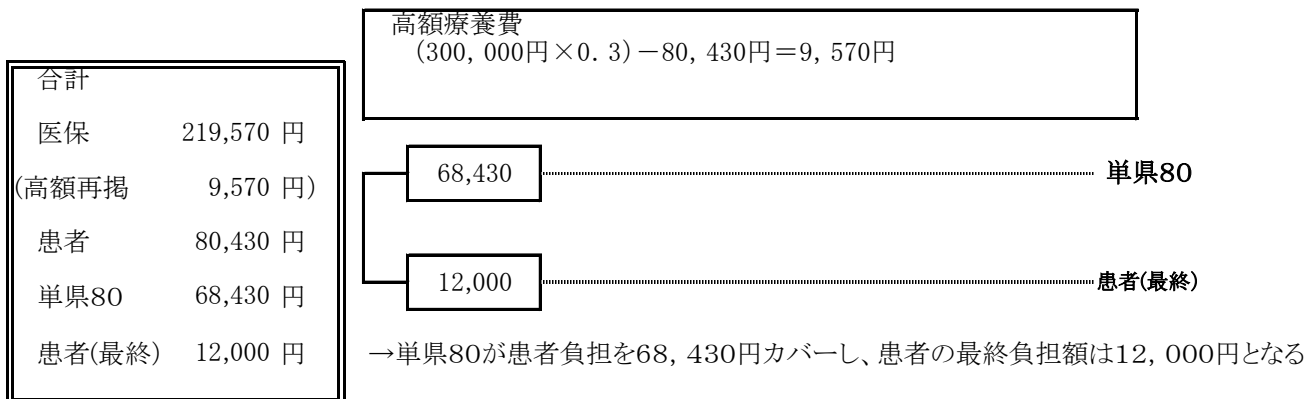 高額療養費
(300,000円×0.3)－80,430円＝9,570円
合計
医保 219,570 円
(高額再掲 9,570 円)
患者 80,430 円
単県80 68,430 円
患者(最終) 12,000 円
68,430 単県80
12,000 患者(最終)
→単県80が患者負担を68,430円カバーし、患者の最終負担額は12,000円となる